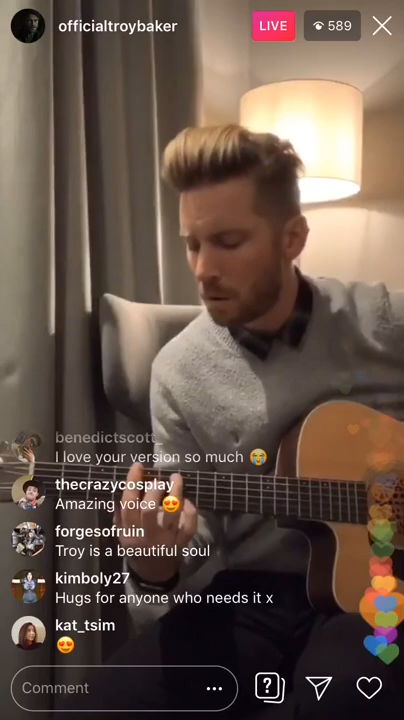 officialtroybaker
LIVE
589
benedictscott_
I love your version so much 😭
thecrazycosplay
Amazing voice 😍
forgesofruin
Troy is a beautiful soul
kimboly27
Hugs for anyone who needs it x
kat_tsim
😍
Comment